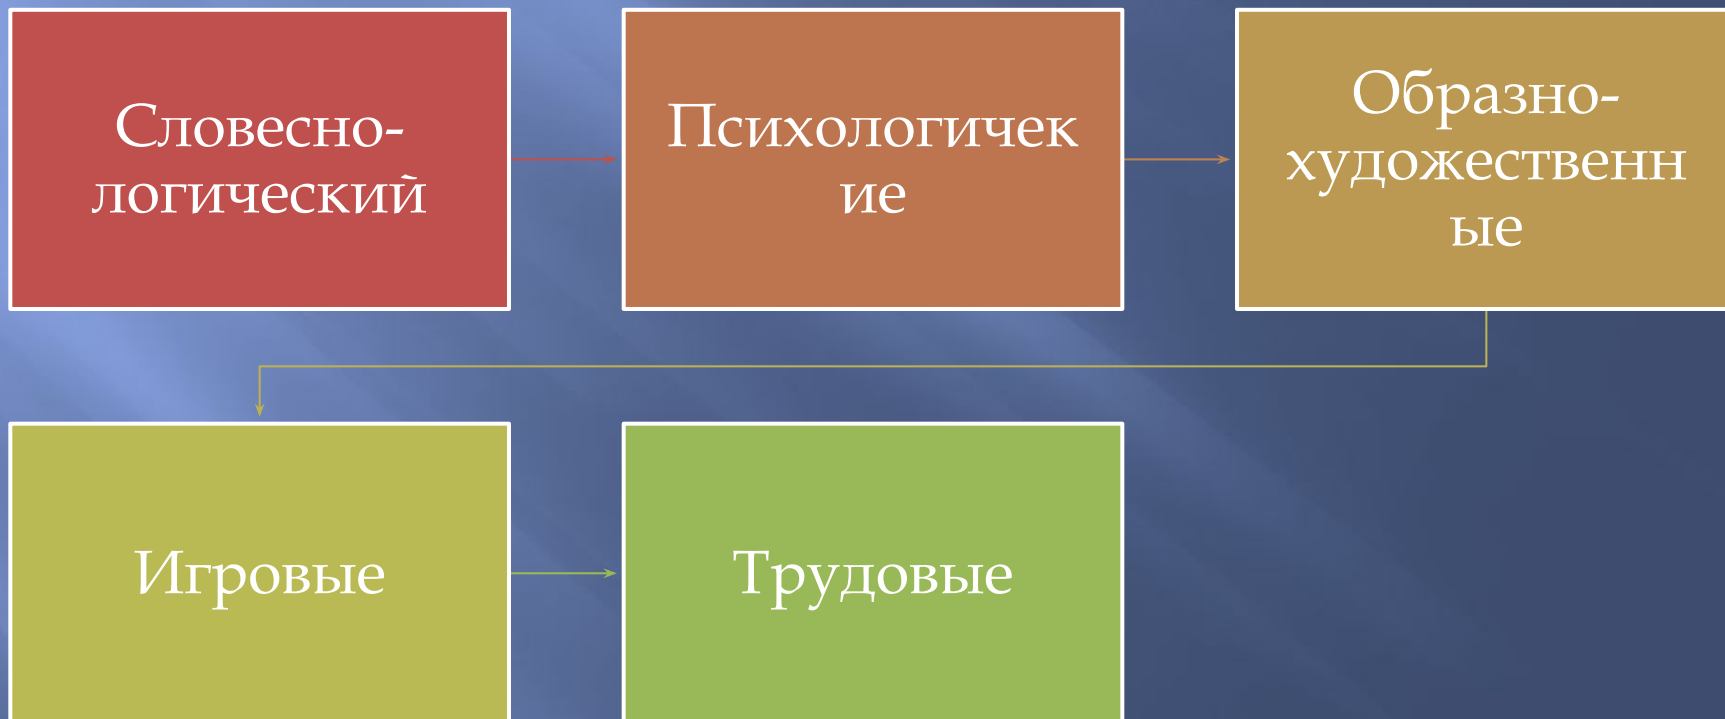 Словесно-
логический
Психологичек
ие
Образно-
художественн
ые
Игровые
Трудовые